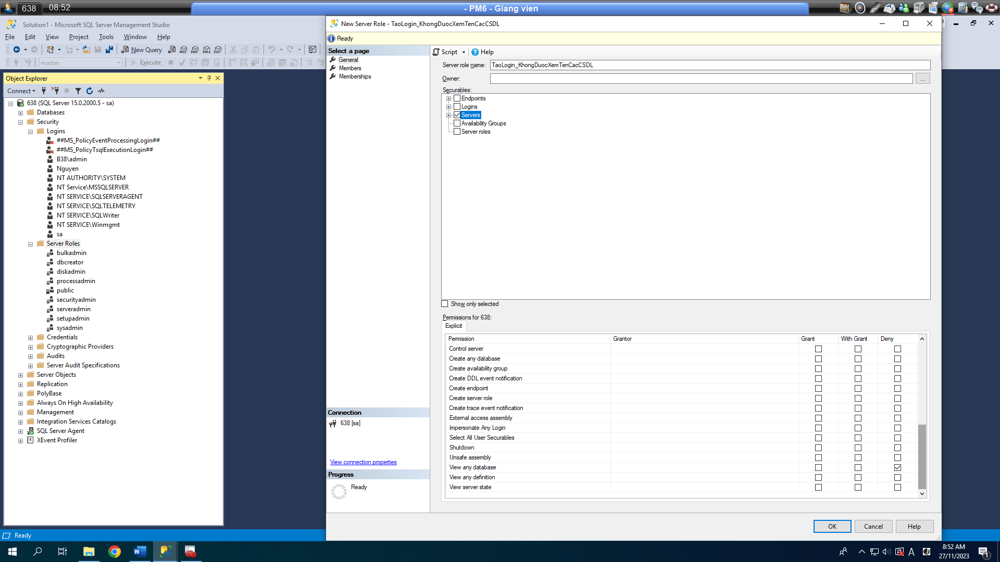 638 08:52
- PM6 - Giang vien
Solution1 - Microsoft SQL Server Management Studio
File Edit View Project Tools Window Help
New Query
MDX DMX XMLA DAX
master
Execute
Object Explorer
Connect
638 (SQL Server 15.0.2000.5 - sa)
Databases
Security
Logins
##MS_PolicyEventProcessingLogin##
##MS_PolicyTsqlExecutionLogin##
B38\admin
Nguyen
NT AUTHORITY\SYSTEM
NT Service\MSSQLSERVER
NT SERVICE\SQLSERVERAGENT
NT SERVICE\SQLTELEMETRY
NT SERVICE\SQLWriter
NT SERVICE\Winmgmt
sa
Server Roles
bulkadmin
dbcreator
diskadmin
processadmin
public
securityadmin
serveradmin
setupadmin
sysadmin
Credentials
Cryptographic Providers
Audits
Server Audit Specifications
Server Objects
Replication
PolyBase
Always On High Availability
Management
Integration Services Catalogs
SQL Server Agent
XEvent Profiler
Ready
New Server Role - TaoLogin_KhongDuocXemTenCacCSDL
Ready
Select a page
General
Members
Memberships
Connection
638 [sa]
View connection properties
Progress
Ready
Script Help
Server role name: TaoLogin_KhongDuocXemTenCacCSDL
Owner:
...
Securables:
Endpoints
Logins
Servers
Availability Groups
Server roles
Show only selected
Permissions for 638:
Explicit
Permission Grantor Grant With Grant Deny
Control server
Create any database
Create availability group
Create DDL event notification
Create endpoint
Create server role
Create trace event notification
External access assembly
Impersonate Any Login
Select All User Securables
Shutdown
Unsafe assembly
View any database
View any definition
View server state
OK Cancel Help
A
8:52 AM
27/11/2023
1